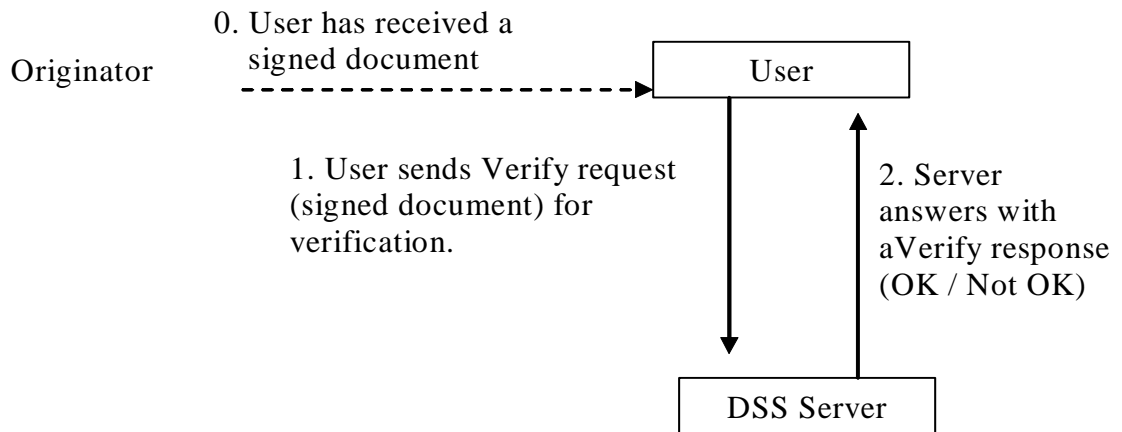 0. User has received a
signed document
Originator
User
1. User sends Verify request
(signed document) for
verification.
2. Server
answers with
aVerify response
(OK / Not OK)
DSS Server